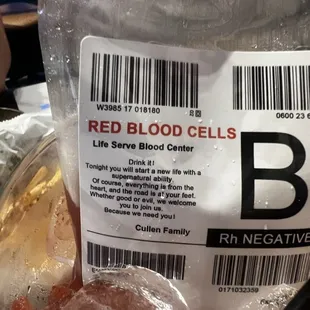 W3985 17 018180
0600 23 6
RED BLOOD CELLS
Life Serve Blood Center
Drink it!
Tonight you will start a new life with a
supernatural ability.
Of course, everything is from the
heart, and the road is at your feet.
Whether good or evil, we welcome
you to join us.
Because we need you!
Cullen Family
B
Rh NEGATIVE
0171032359